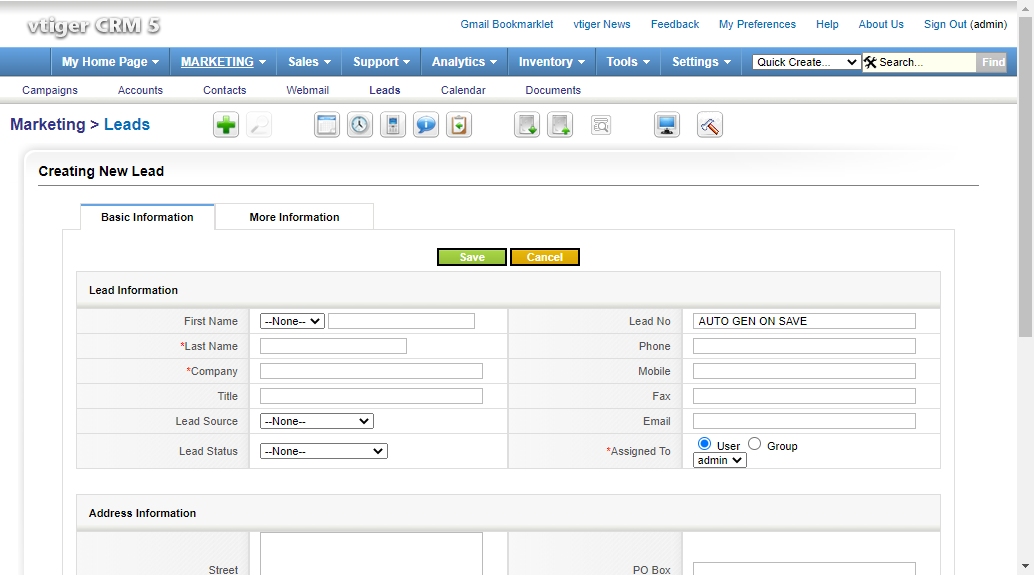 vtiger CRM 5
Gmail Bookmarklet vtiger News Feedback My Preferences Help About Us Sign Out (admin)
My Home Page MARKETING Sales Support Analytics Inventory Tools Settings Quick Create... Search... Find
Campaigns Accounts Contacts Webmail Leads Calendar Documents
Marketing > Leads
Creating New Lead
Basic Information More Information
Save Cancel
Lead Information
First Name --None-- Lead No AUTO GEN ON SAVE
*Last Name Phone
*Company Mobile
Title Fax
Lead Source --None-- Email
Lead Status --None-- *Assigned To User Group
admin
Address Information
Street PO Box